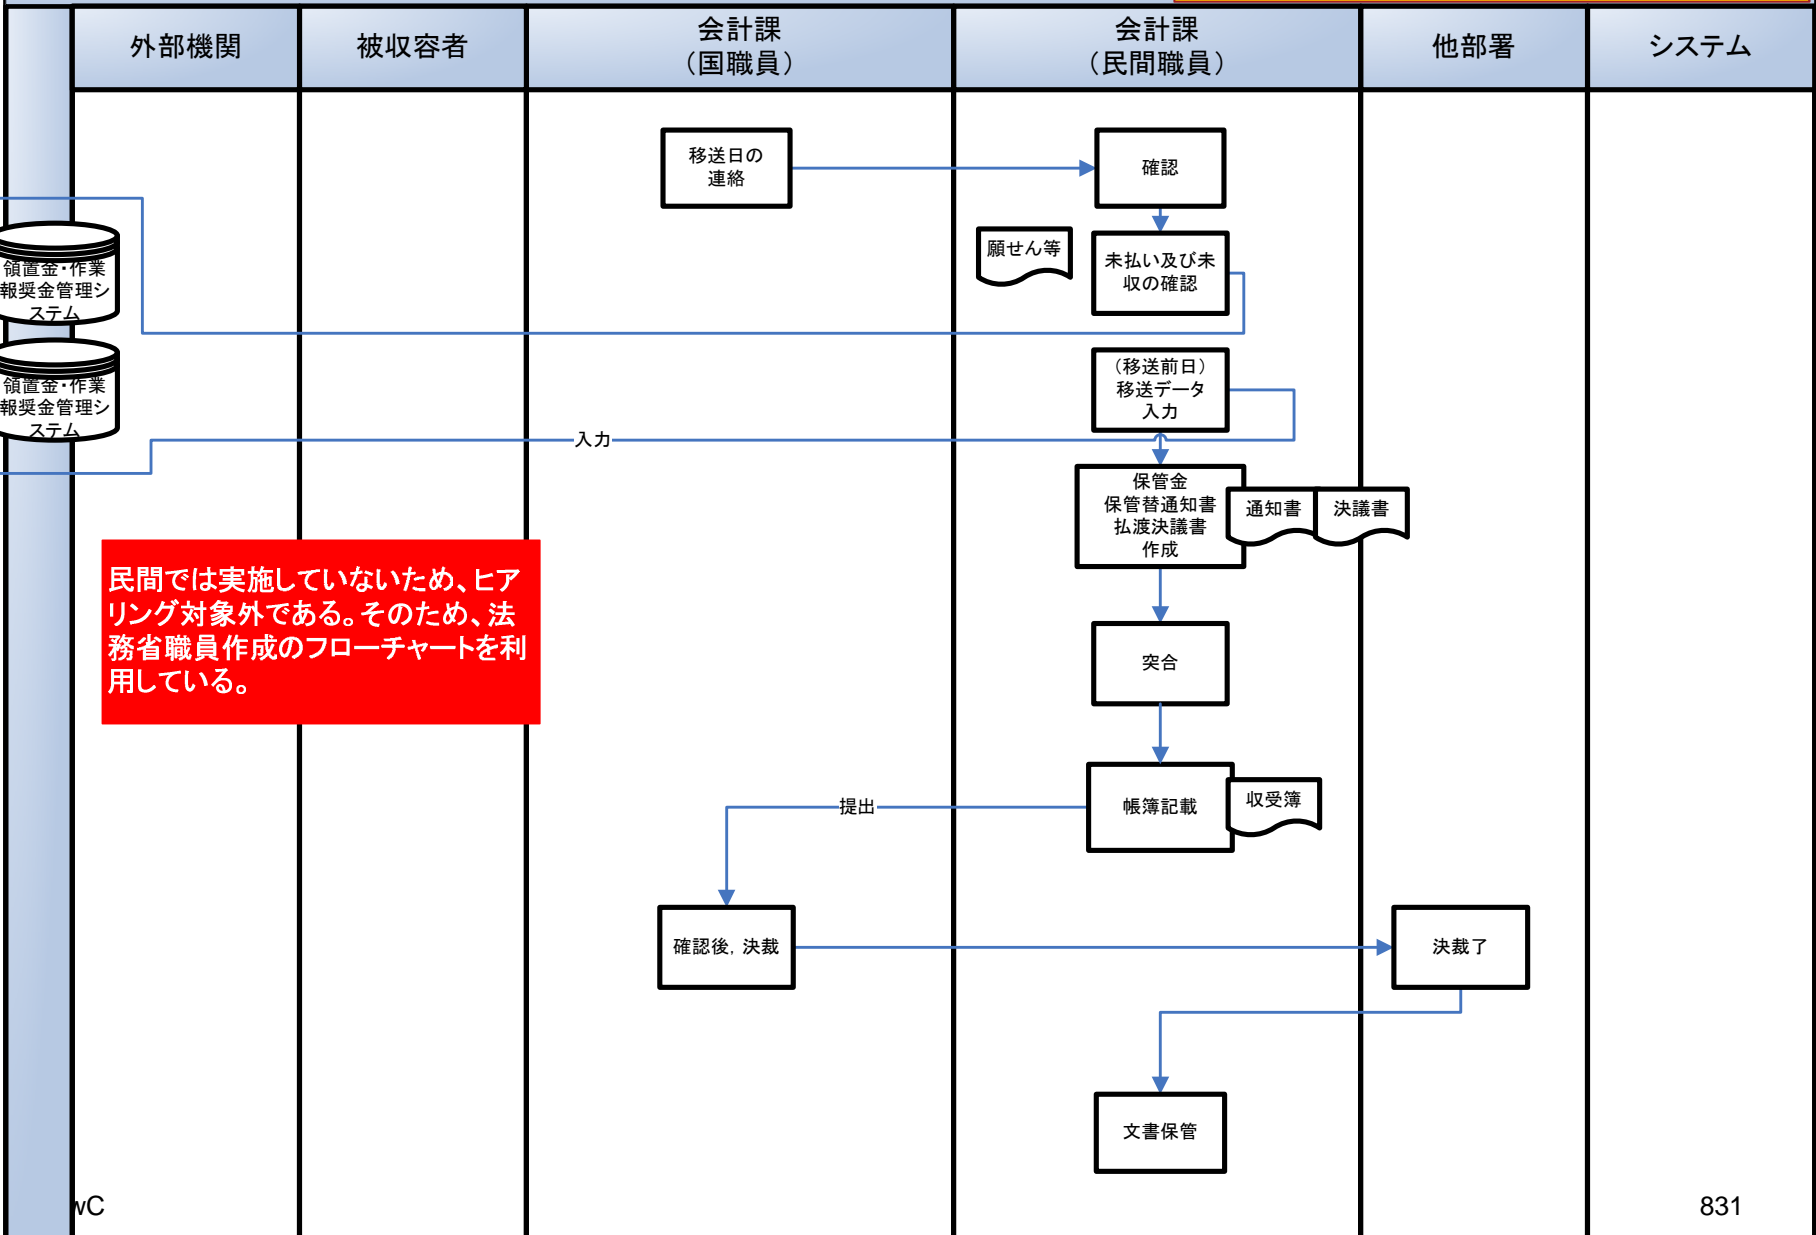 外部機関
被収容者
会計課
（国職員）
会計課
（民間職員）
他部署
システム
移送日の
連絡
確認
願せん等
未払い及び未
収の確認
領置金・作業
報奨金管理シ
ステム
（移送前日）
移送データ
入力
領置金・作業
報奨金管理シ
ステム
入力
保管金
保管替通知書
払渡決議書
作成
通知書
決議書
民間では実施していないため、ヒア
リング対象外である。そのため、法
務省職員作成のフローチャートを利
用している。
突合
帳簿記載
収受簿
提出
確認後，決裁
決裁了
文書保管
wC
831